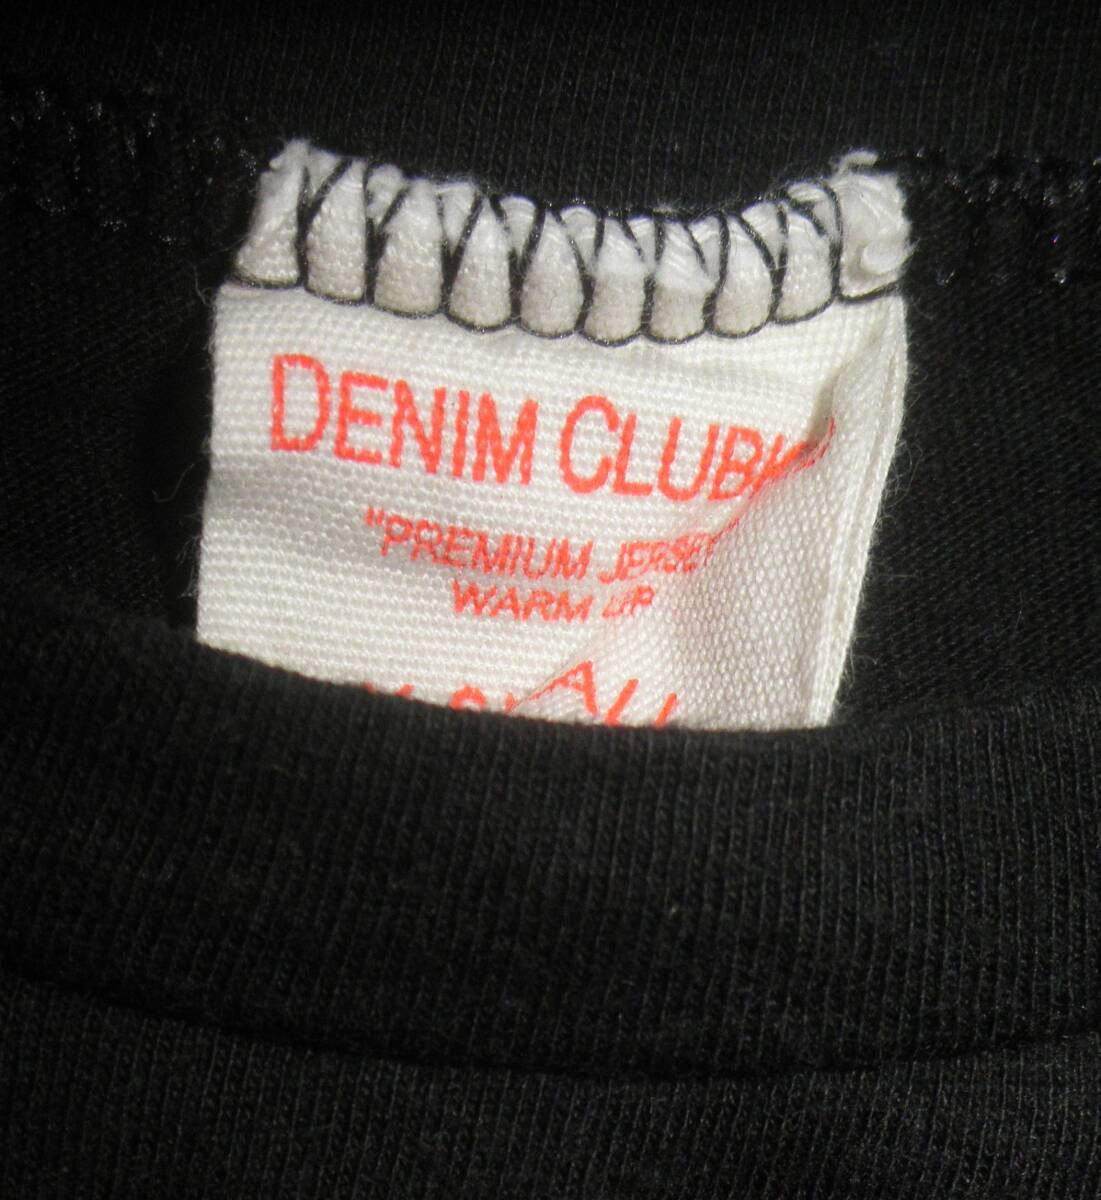 DENIM CLUB
"PREMIUM JERSEY"
WARM UP